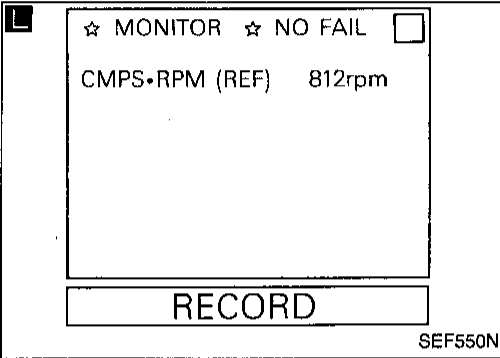 L
☆ MONITOR ☆ NO FAIL
CMPS•RPM (REF) 812rpm
RECORD
SEF550N